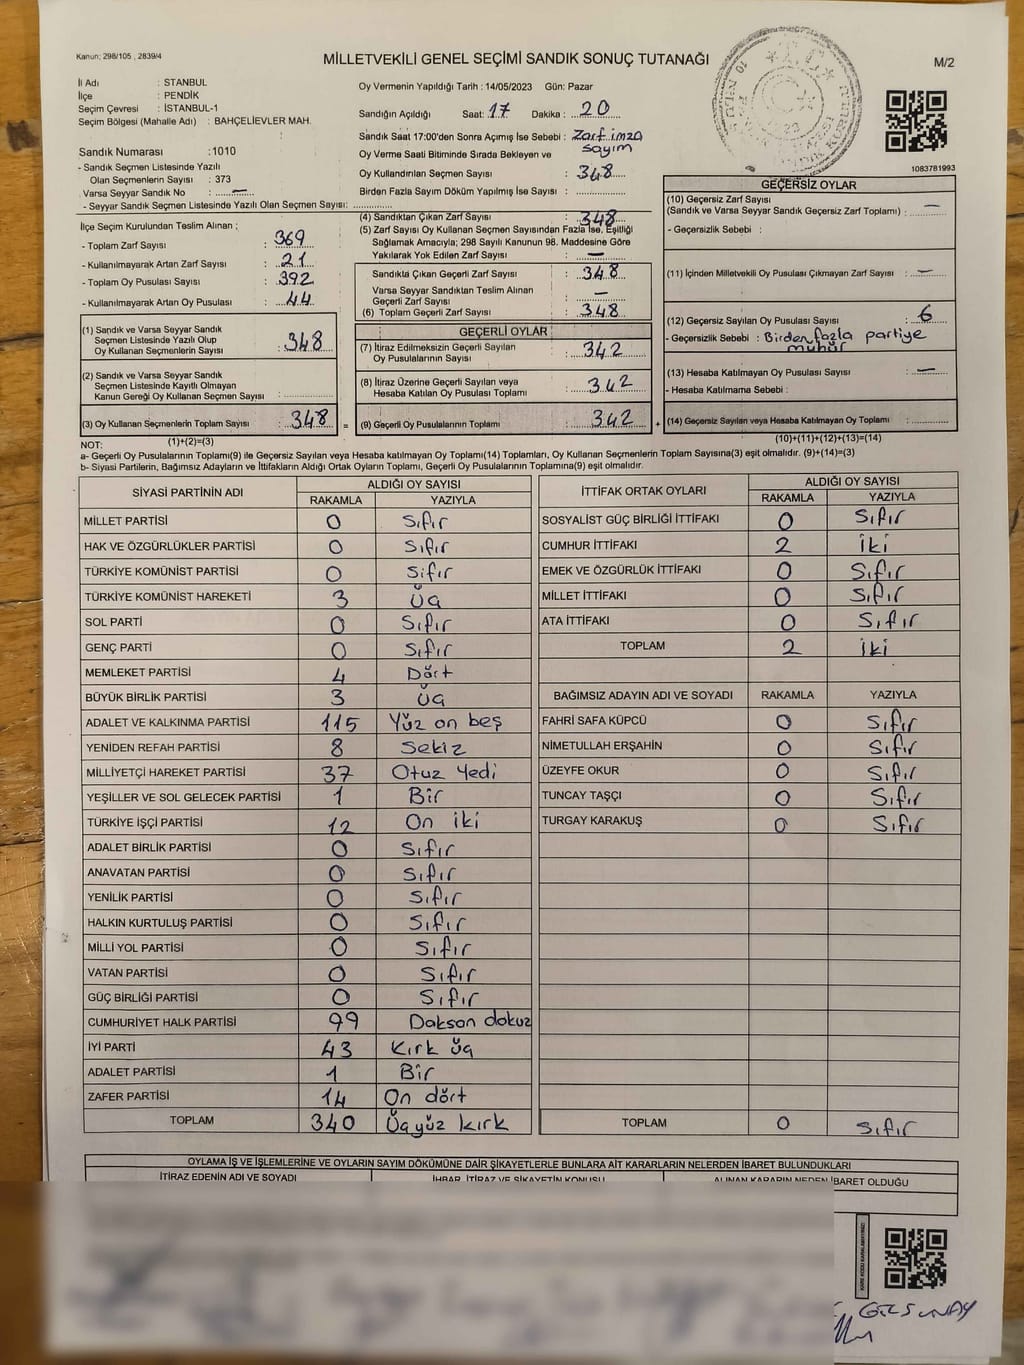 Kanun; 298/105 , 2839/4
MİLLETVEKİLİ GENEL SEÇİMİ SANDIK SONUÇ TUTANAĞI
M/2
İl Adı : STANBUL
İlçe : PENDİK
Seçim Çevresi : İSTANBUL-1
Seçim Bölgesi (Mahalle Adı) : BAHÇELİEVLER MAH.
Sandık Numarası : 1010
- Sandık Seçmen Listesinde Yazılı
Olan Seçmenlerin Sayısı : 373
Varsa Seyyar Sandık No : —
- Seyyar Sandık Seçmen Listesinde Yazılı Olan Seçmen Sayısı:
Oy Vermenin Yapıldığı Tarih : 14/05/2023 Gün: Pazar
Sandığın Açıldığı Saat: 17 Dakika : 20
Sandık Saat 17:00'den Sonra Açımış İse Sebebi : Zarf imza
sayım
Oy Verme Saati Bitiminde Sırada Bekleyen ve
Oy Kullandırılan Seçmen Sayısı : 348
Birden Fazla Sayım Döküm Yapılmış İse Sayısı :
1083781993
İlçe Seçim Kurulundan Teslim Alınan ;
- Toplam Zarf Sayısı : 369
- Kullanılmayarak Artan Zarf Sayısı : 21
- Toplam Oy Pusulası Sayısı : 392
- Kullanılmayarak Artan Oy Pusulası : 44
(1) Sandık ve Varsa Seyyar Sandık
Seçmen Listesinde Yazılı Olup
Oy Kullanan Seçmenlerin Sayısı : 348
(2) Sandık ve Varsa Seyyar Sandık
Seçmen Listesinde Kayıtlı Olmayan
Kanun Gereği Oy Kullanan Seçmen Sayısı :
(3) Oy Kullanan Seçmenlerin Toplam Sayısı : 348
(1)+(2)=(3)
(4) Sandıktan Çıkan Zarf Sayısı : 348
(5) Zarf Sayısı Oy Kullanan Seçmen Sayısından Fazla İse, Eşitliği
Sağlamak Amacıyla; 298 Sayılı Kanunun 98. Maddesine Göre
Yakılarak Yok Edilen Zarf Sayısı : —
Sandıkta Çıkan Geçerli Zarf Sayısı : 348
Varsa Seyyar Sandıktan Teslim Alınan
Geçerli Zarf Sayısı : —
(6) Toplam Geçerli Zarf Sayısı : 348
GEÇERLİ OYLAR
(7) İtiraz Edilmeksizin Geçerli Sayılan
Oy Pusulalarının Sayısı : 342
(8) İtiraz Üzerine Geçerli Sayılan veya
Hesaba Katılan Oy Pusulası Toplamı : 342
= (9) Geçerli Oy Pusulalarının Toplamı : 342
GEÇERSİZ OYLAR
(10) Geçersiz Zarf Sayısı
(Sandık ve Varsa Seyyar Sandık Geçersiz Zarf Toplamı) : —
- Geçersizlik Sebebi :
(11) İçinden Milletvekili Oy Pusulası Çıkmayan Zarf Sayısı : —
(12) Geçersiz Sayılan Oy Pusulası Sayısı : 6
- Geçersizlik Sebebi : Birden fazla partiye
mühür
(13) Hesaba Katılmayan Oy Pusulası Sayısı : —
- Hesaba Katılmama Sebebi :
+ (14) Geçersiz Sayılan veya Hesaba Katılmayan Oy Toplamı :
(10)+(11)+(12)+(13)=(14)
NOT:
a- Geçerli Oy Pusulalarının Toplamı(9) ile Geçersiz Sayılan veya Hesaba katılmayan Oy Toplamı(14) Toplamları, Oy Kullanan Seçmenlerin Toplam Sayısına(3) eşit olmalıdır. (9)+(14)=(3)
b- Siyasi Partilerin, Bağımsız Adayların ve İttifakların Aldığı Ortak Oyların Toplamı, Geçerli Oy Pusulalarının Toplamına(9) eşit olmalıdır.
SİYASİ PARTİNİN ADI ALDIĞI OY SAYISI
RAKAMLA YAZIYLA
MİLLET PARTİSİ 0 Sıfır
HAK VE ÖZGÜRLÜKLER PARTİSİ 0 Sıfır
TÜRKİYE KOMÜNİST PARTİSİ 0 Sifır
TÜRKİYE KOMÜNİST HAREKETİ 3 Üç
SOL PARTİ 0 Sıfır
GENÇ PARTİ 0 Sıfır
MEMLEKET PARTİSİ 4 Dört
BÜYÜK BİRLİK PARTİSİ 3 Üç
ADALET VE KALKINMA PARTİSİ 115 Yüz on beş
YENİDEN REFAH PARTİSİ 8 Sekiz
MİLLİYETÇİ HAREKET PARTİSİ 37 Otuz Yedi
YEŞİLLER VE SOL GELECEK PARTİSİ 1 Bir
TÜRKİYE İŞÇİ PARTİSİ 12 On iki
ADALET BİRLİK PARTİSİ 0 Sıfır
ANAVATAN PARTİSİ 0 Sıfır
YENİLİK PARTİSİ 0 Sıfır
HALKIN KURTULUŞ PARTİSİ 0 Sıfır
MİLLİ YOL PARTİSİ 0 Sıfır
VATAN PARTİSİ 0 Sıfır
GÜÇ BİRLİĞİ PARTİSİ 0 Sıfır
CUMHURİYET HALK PARTİSİ 99 Dakson dokuz
İYİ PARTİ 43 Kırk üç
ADALET PARTİSİ 1 Bir
ZAFER PARTİSİ 14 On dört
TOPLAM 340 Üçyüz kırk
İTTİFAK ORTAK OYLARI ALDIĞI OY SAYISI
RAKAMLA YAZIYLA
SOSYALİST GÜÇ BİRLİĞİ İTTİFAKI 0 Sıfır
CUMHUR İTTİFAKI 2 İki
EMEK VE ÖZGÜRLÜK İTTİFAKI 0 Sıfır
MİLLET İTTİFAKI 0 Sıfır
ATA İTTİFAKI 0 Sıfır
TOPLAM 2 İki
BAĞIMSIZ ADAYIN ADI VE SOYADI RAKAMLA YAZIYLA
FAHRİ SAFA KÜPCÜ 0 Sıfır
NİMETULLAH ERŞAHİN 0 Sıfır
ÜZEYFE OKUR 0 Sıfır
TUNCAY TAŞÇI 0 Sıfır
TURGAY KARAKUŞ 0 Sıfır
TOPLAM 0 Sıfır
OYLAMA İŞ VE İŞLEMLERİNE VE OYLARIN SAYIM DÖKÜMÜNE DAİR ŞİKAYETLERLE BUNLARA AİT KARARLARIN NELERDEN İBARET BULUNDUKLARI
İTİRAZ EDENİN ADI VE SOYADI İHBAR, İTİRAZ VE ŞİKAYETİN KONUSU ALINAN KARARIN NEDEN İBARET OLDUĞU